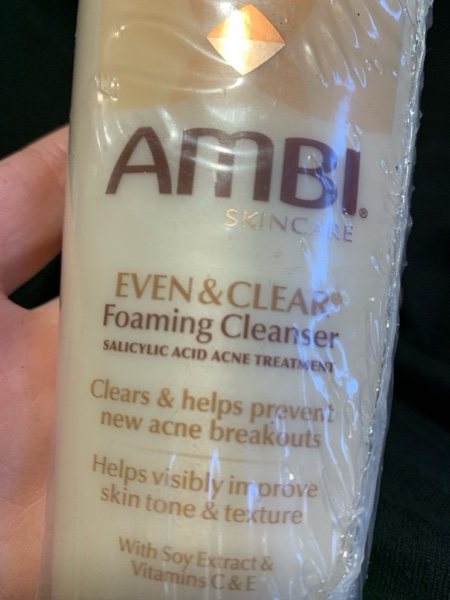 AMBI®
SKINCARE
EVEN & CLEAR®
Foaming Cleanser
SALICYLIC ACID ACNE TREATMENT
Clears & helps prevent
new acne breakouts
Helps visibly improve
skin tone & texture
With Soy Extract &
Vitamins C & E